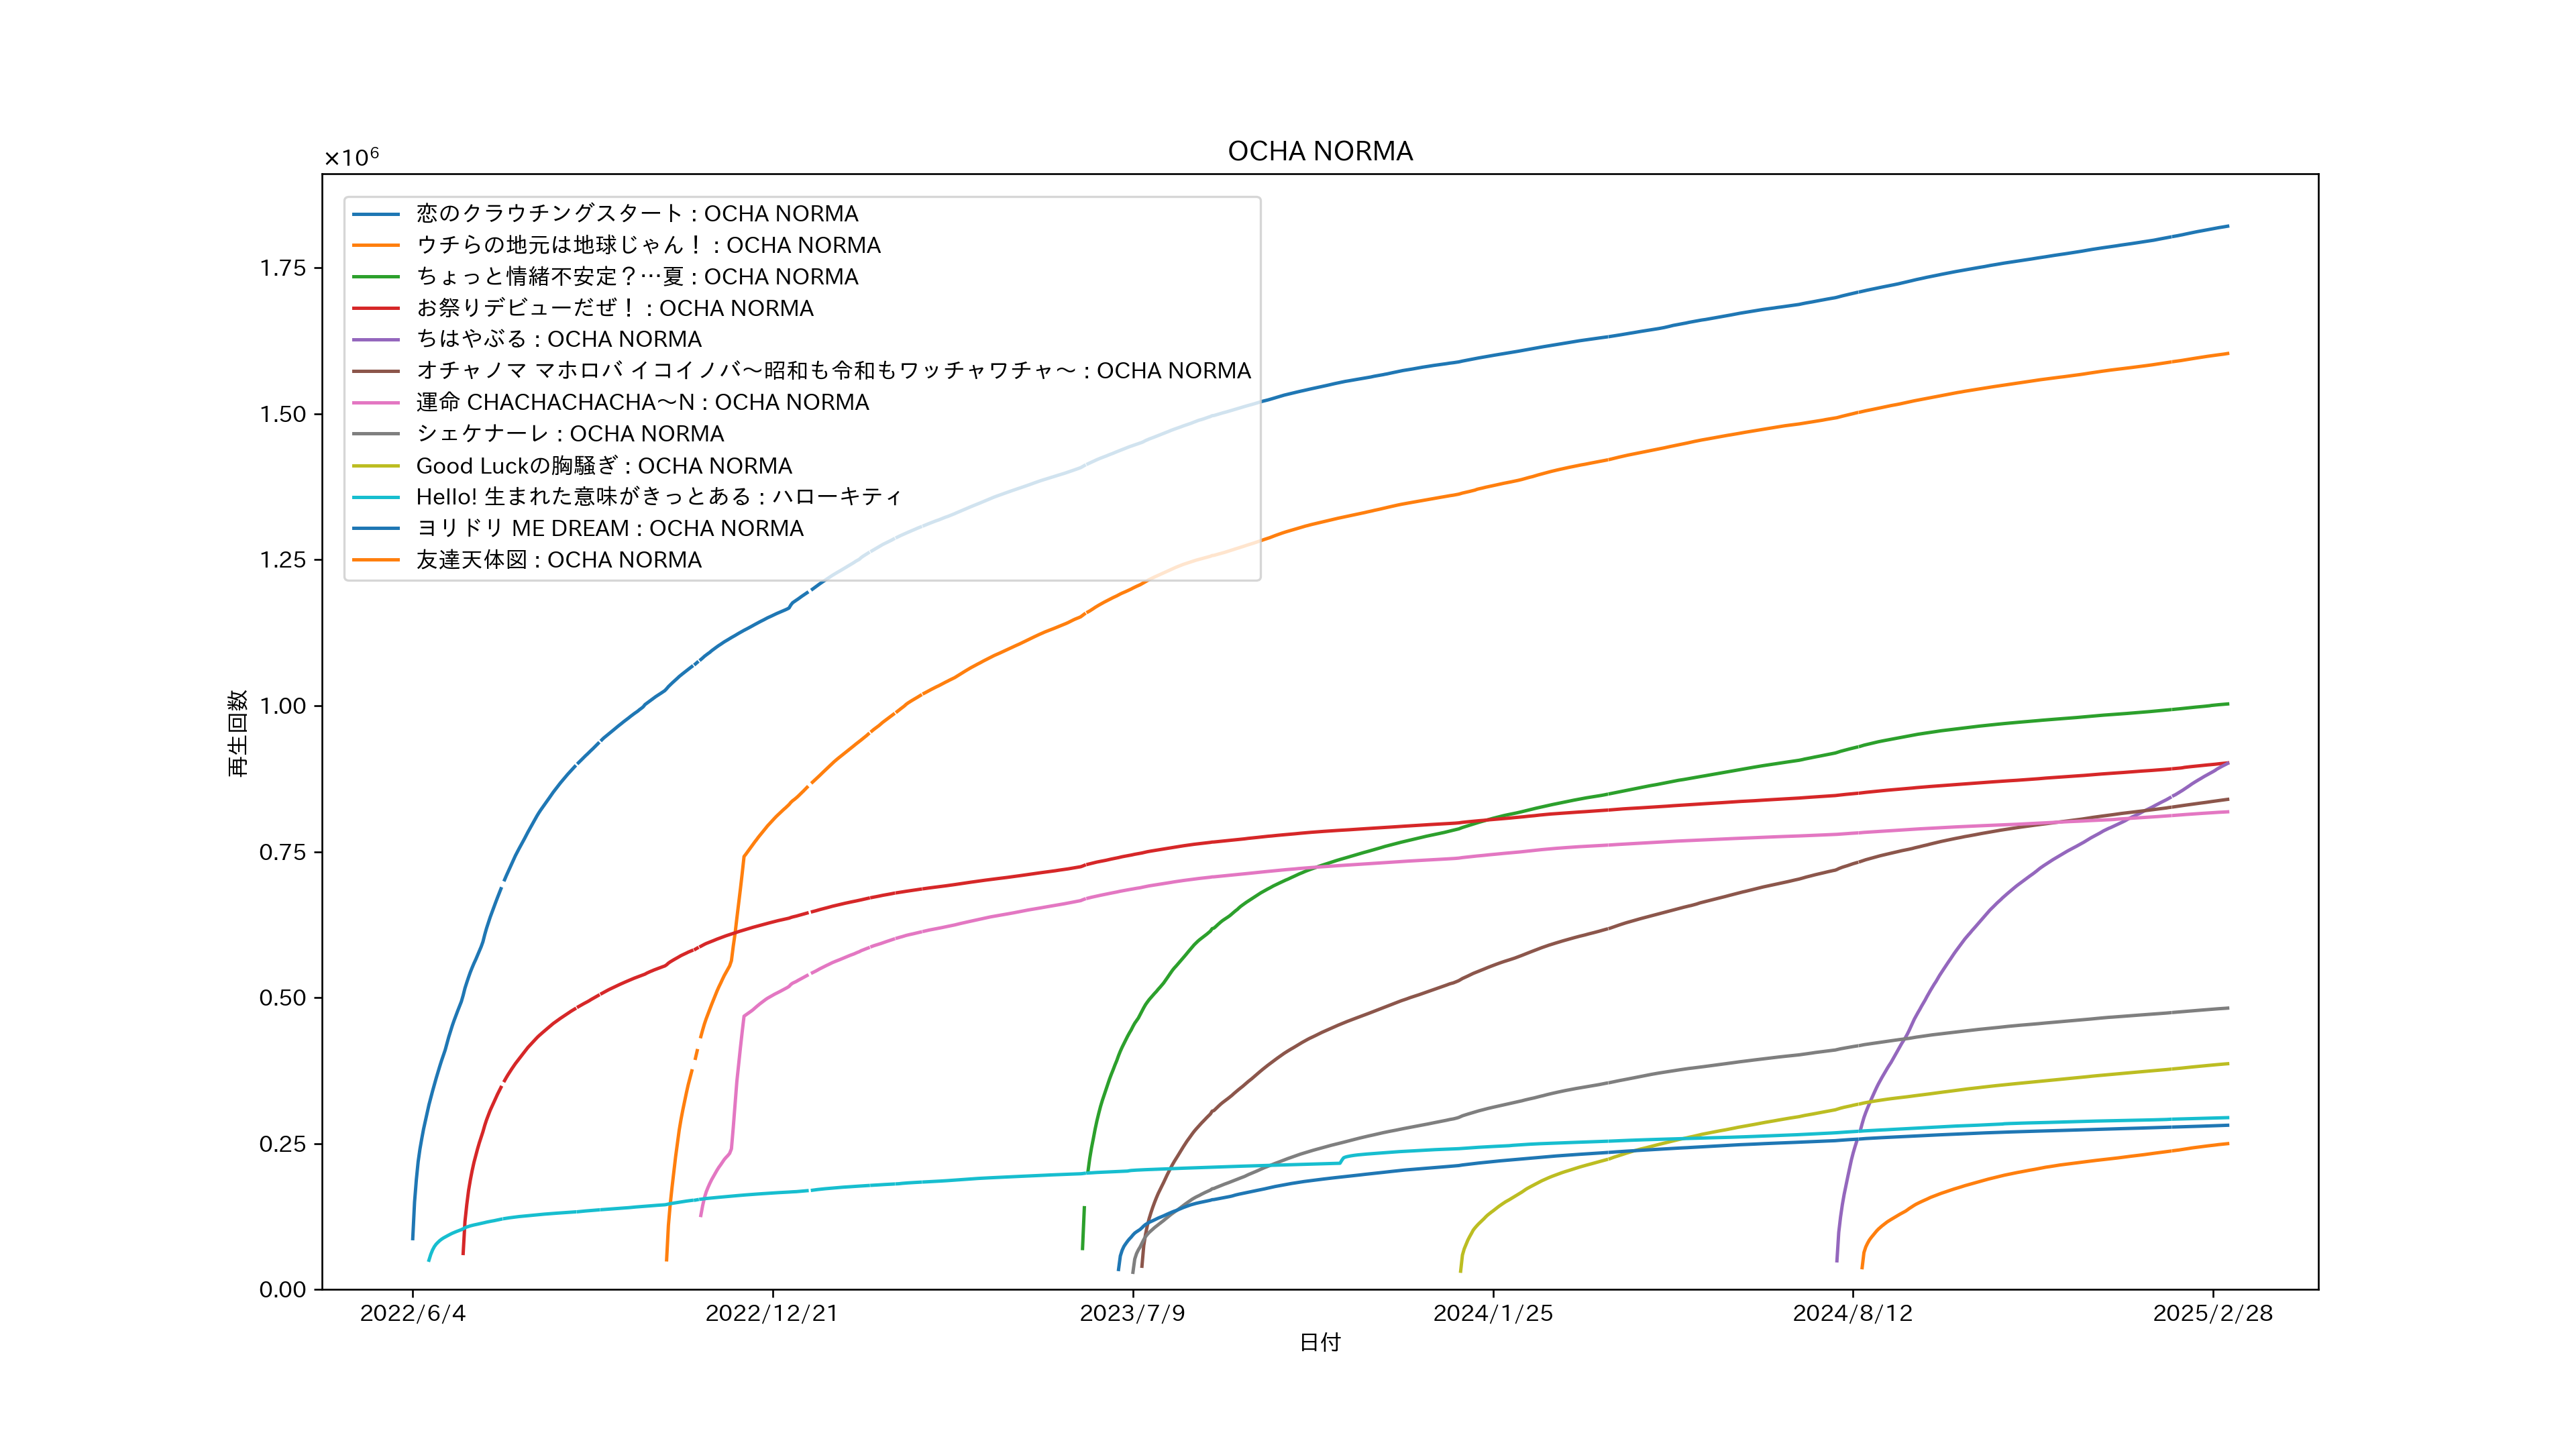 OCHA NORMA
×10⁶
恋のクラウチングスタート : OCHA NORMA
ウチらの地元は地球じゃん！ : OCHA NORMA
ちょっと情緒不安定？…夏 : OCHA NORMA
お祭りデビューだぜ！ : OCHA NORMA
ちはやぶる : OCHA NORMA
オチャノマ マホロバ イコイノバ～昭和も令和もワッチャワチャ～ : OCHA NORMA
運命 CHACHACHACHA～N : OCHA NORMA
シェケナーレ : OCHA NORMA
Good Luckの胸騒ぎ : OCHA NORMA
Hello! 生まれた意味がきっとある : ハローキティ
ヨリドリ ME DREAM : OCHA NORMA
友達天体図 : OCHA NORMA
1.75
1.50
1.25
1.00
0.75
0.50
0.25
0.00
再生回数
2022/6/4
2022/12/21
2023/7/9
2024/1/25
2024/8/12
2025/2/28
日付